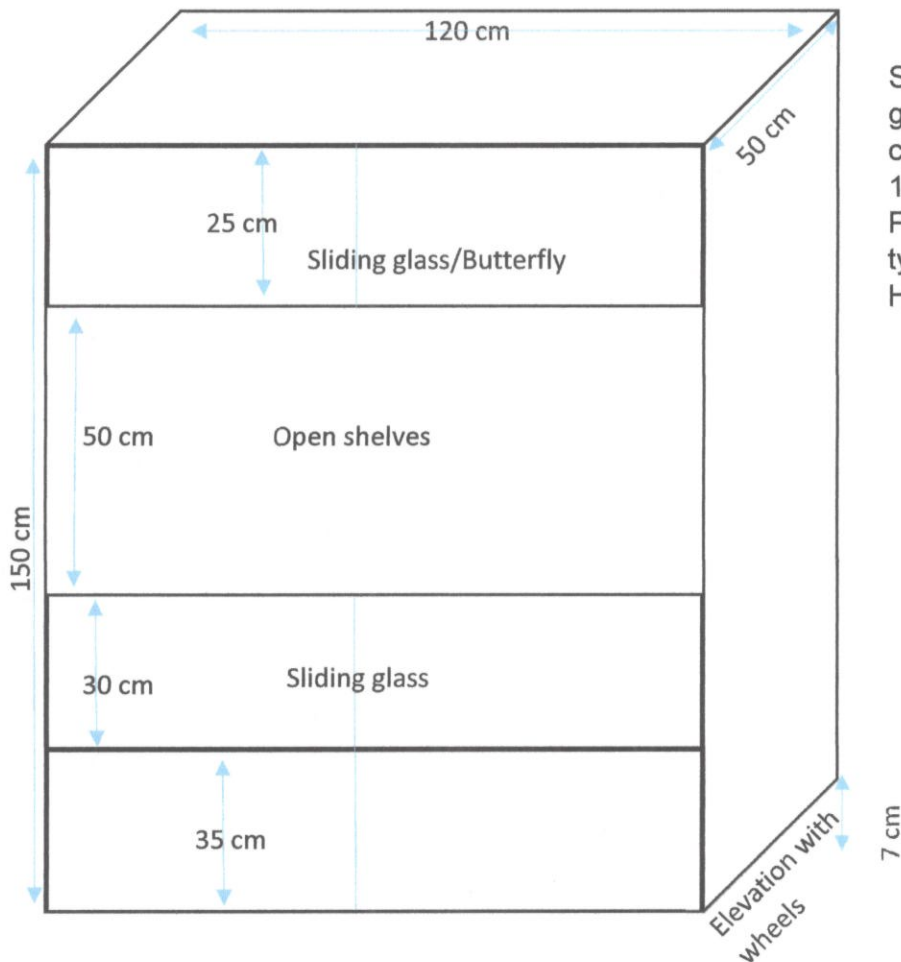 120 cm
50 cm
25 cm
Sliding glass/Butterfly
50 cm
Open shelves
150 cm
30 cm
Sliding glass
35 cm
7 cm
Elevation with
wheels